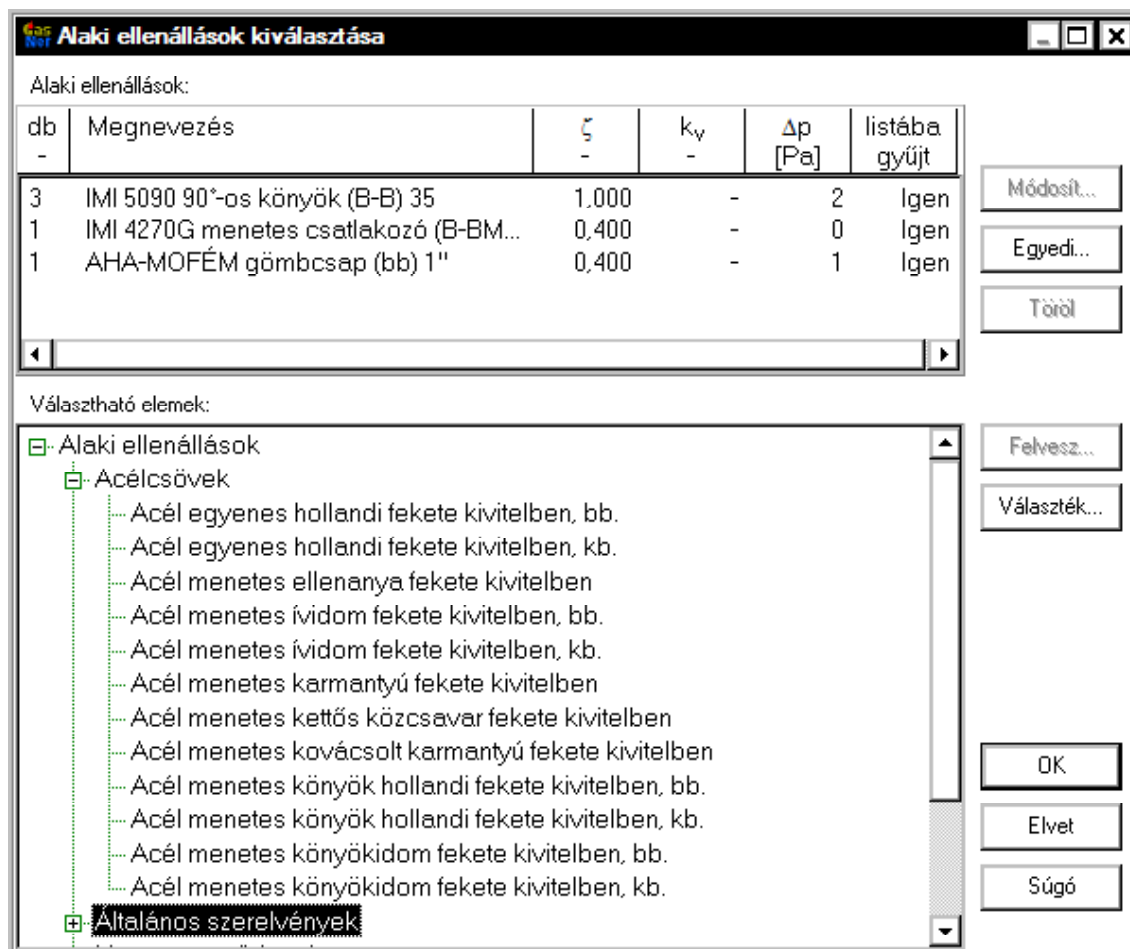 Gas Net Alaki ellenállások kiválasztása
Alaki ellenállások:
db Megnevezés ζ kv Δp listába
- - - [Pa] gyűjt
3 IMI 5090 90°-os könyök (B-B) 35 1,000 - 2 Igen
1 IMI 4270G menetes csatlakozó (B-BM... 0,400 - 0 Igen
1 AHA-MOFÉM gömbcsap (bb) 1" 0,400 - 1 Igen
Módosít...
Egyedi...
Töröl
Választható elemek:
Alaki ellenállások
Acélcsövek
Acél egyenes hollandi fekete kivitelben, bb.
Acél egyenes hollandi fekete kivitelben, kb.
Acél menetes ellenanya fekete kivitelben
Acél menetes ívidom fekete kivitelben, bb.
Acél menetes ívidom fekete kivitelben, kb.
Acél menetes karmantyú fekete kivitelben
Acél menetes kettős közcsavar fekete kivitelben
Acél menetes kovácsolt karmantyú fekete kivitelben
Acél menetes könyök hollandi fekete kivitelben, bb.
Acél menetes könyök hollandi fekete kivitelben, kb.
Acél menetes könyökidom fekete kivitelben, bb.
Acél menetes könyökidom fekete kivitelben, kb.
Általános szerelvények
Felvesz...
Választék...
OK
Elvet
Súgó